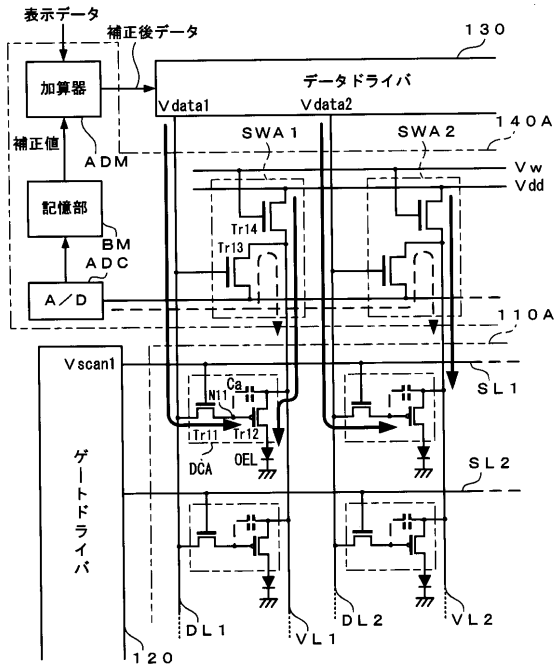 表示データ
補正後データ
130
加算器
データドライバ
Vdata1
Vdata2
140A
補正値
ADM
SWA1
SWA2
Vw
Vdd
記憶部
Tr14
BM
Tr13
ADC
A/D
110A
Vscan1
Ca
SL1
N11
Tr11
Tr12
OEL
DCA
SL2
ゲートドライバ
DL1
VL1
DL2
VL2
120